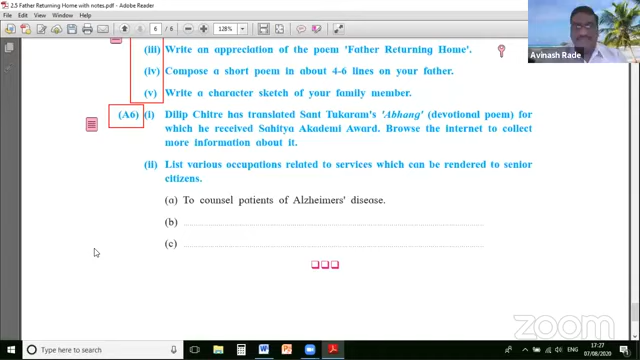 2.5 Father Returning Home with notes.pdf - Adobe Reader
File Edit View Window Help
6 / 6
128%
Avinash Rade
(iii) Write an appreciation of the poem ‘Father Returning Home’.
(iv) Compose a short poem in about 4-6 lines on your father.
(v) Write a character sketch of your family member.
(A6) (i) Dilip Chitre has translated Sant Tukaram's ‘Abhang’ (devotional poem) for
which he received Sahitya Akademi Award. Browse the internet to collect
more information about it.
(ii) List various occupations related to services which can be rendered to senior
citizens.
(a) To counsel patients of Alzheimers' disease.
(b)
(c)
zoom
Type here to search
ENG
17:27
07/08/2020